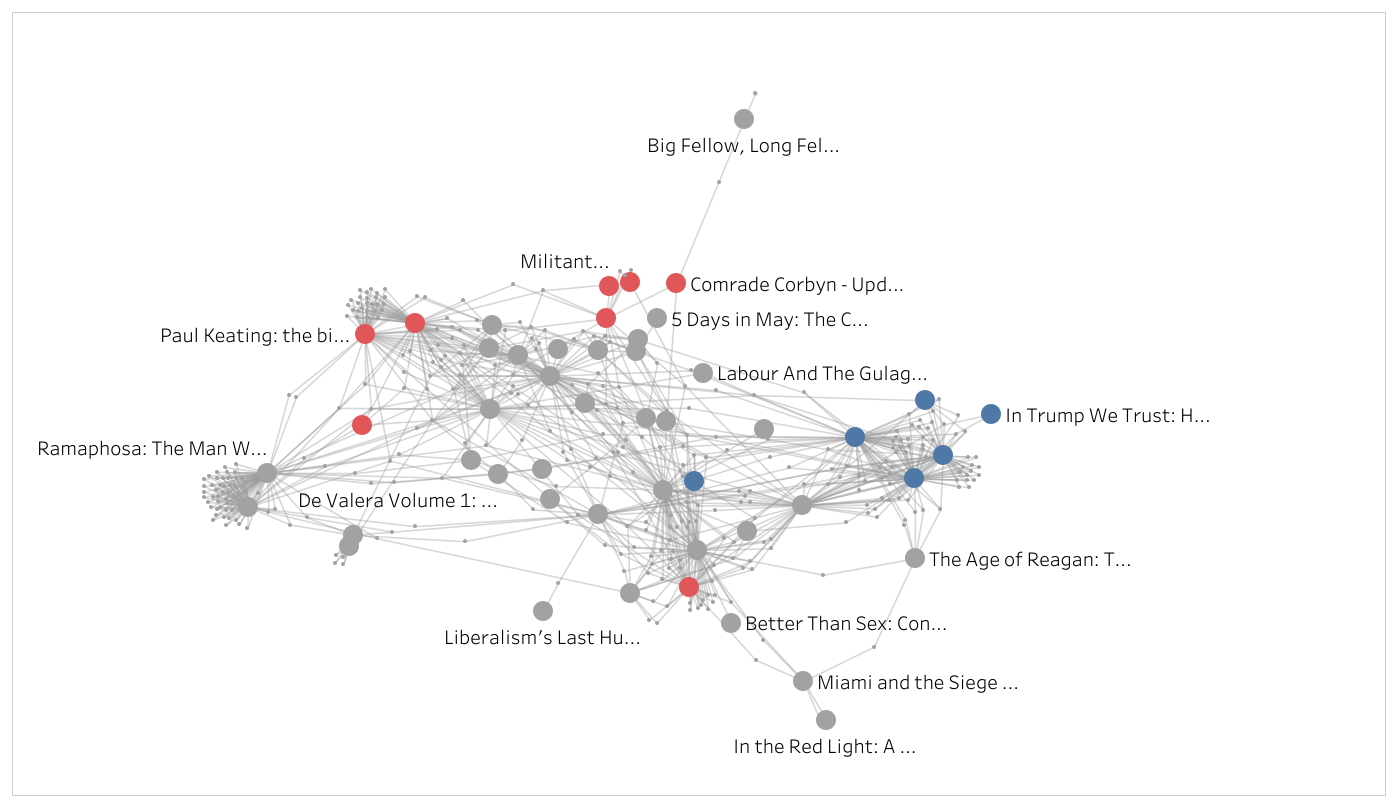 Big Fellow, Long Fel...
Militant...
Comrade Corbyn - Upd...
5 Days in May: The C...
Paul Keating: the bi...
Labour And The Gulag...
In Trump We Trust: H...
Ramaphosa: The Man W...
De Valera Volume 1: ...
The Age of Reagan: T...
Better Than Sex: Con...
Liberalism’s Last Hu...
Miami and the Siege ...
In the Red Light: A ...